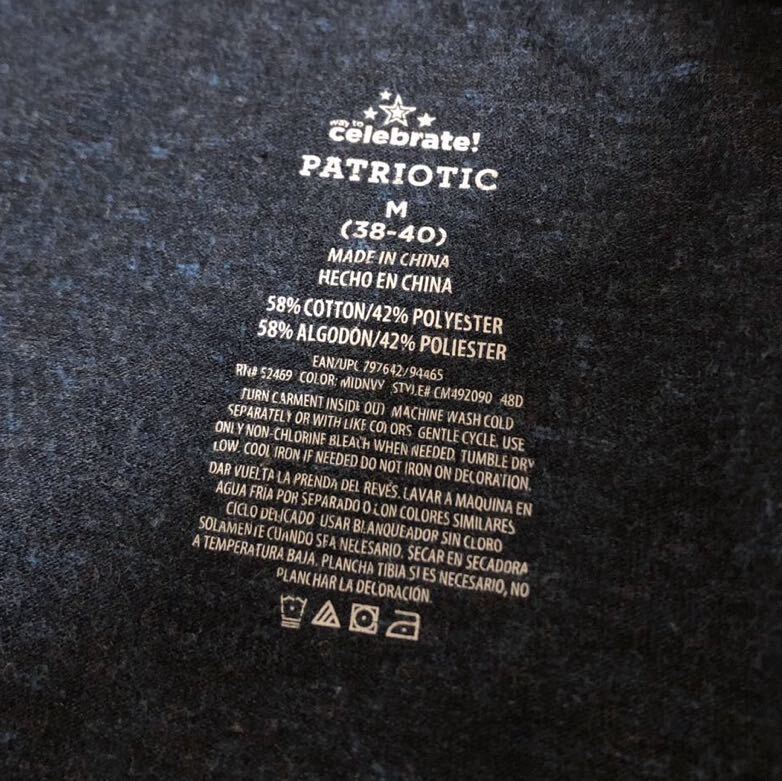 way to
celebrate!
PATRIOTIC
M
(38-40)
MADE IN CHINA
HECHO EN CHINA
58% COTTON/42% POLYESTER
58% ALGODÓN/42% POLIESTER
EAN/UPC 797642/94465
RN# 52469 COLOR: MIDNVY STYLE# CM492090 48D
TURN GARMENT INSIDE OUT MACHINE WASH COLD
SEPARATELY OR WITH LIKE COLORS. GENTLE CYCLE. USE
ONLY NON-CHLORINE BLEACH WHEN NEEDED. TUMBLE DRY
LOW. COOL IRON IF NEEDED DO NOT IRON ON DECORATION.
DAR VUELTA LA PRENDA DEL REVÉS. LAVAR A MAQUINA EN
AGUA FRÍA POR SEPARADO O CON COLORES SIMILARES
CICLO DELICADO USAR BLANQUEADOR SIN CLORO
SOLAMENTE CUANDO SEA NECESARIO. SECAR EN SECADORA
A TEMPERATURA BAJA. PLANCHA TIBIA SI ES NECESARIO, NO
PLANCHAR LA DECORACIÓN.